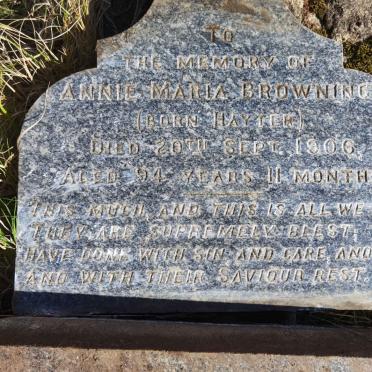 TO
THE MEMORY OF
ANNIE MARIA BROWNING
(BORN HAYTER)
DIED 20TH SEPT. 1906,
AGED 94 YEARS 11 MONTH
THIS MUCH, AND THIS IS ALL WE
THEY ARE SUPREMELY BLEST,
HAVE DONE WITH SIN, AND CARE, AND
AND WITH THEIR SAVIOUR REST